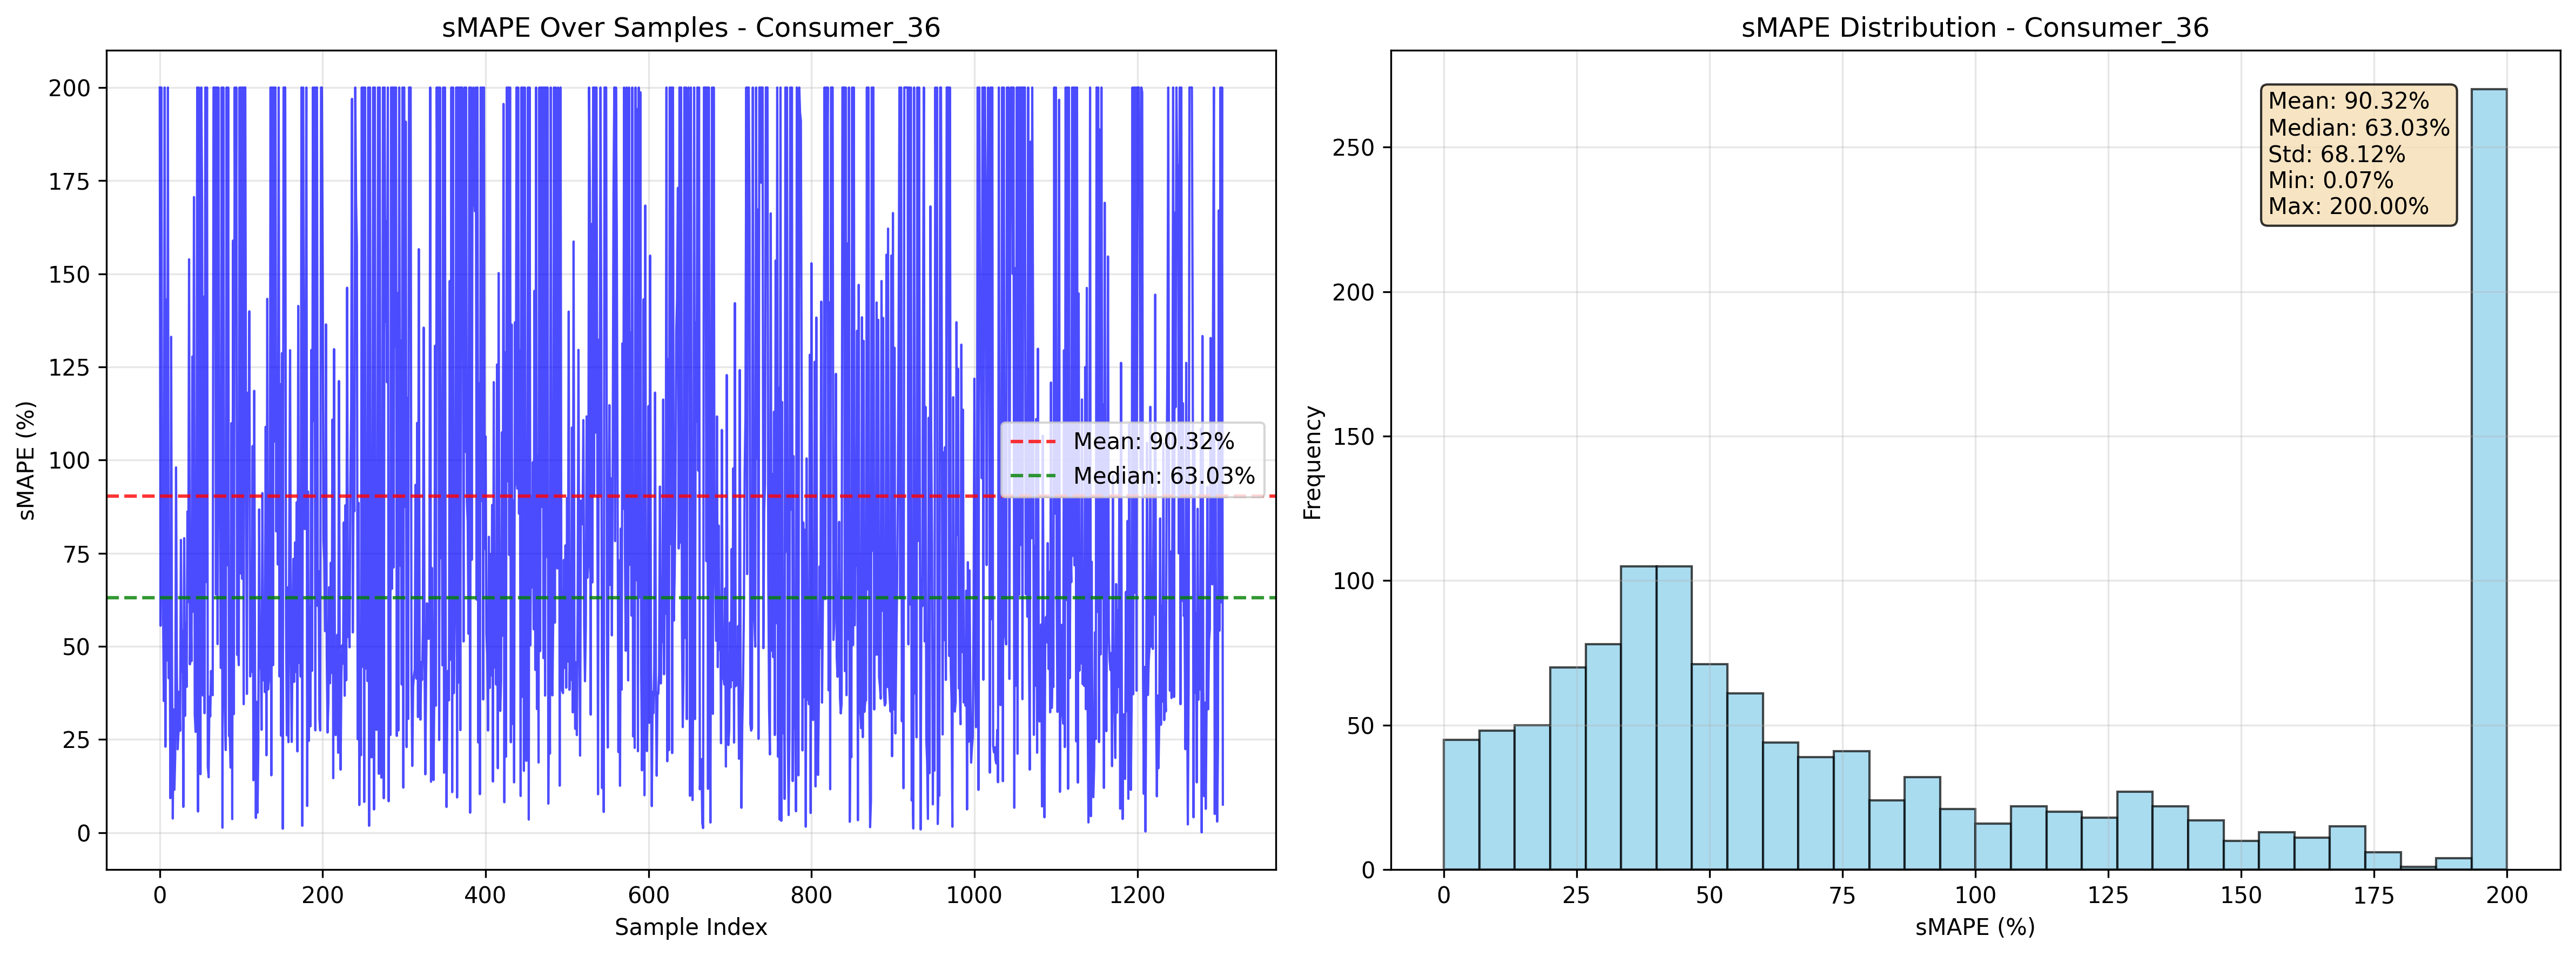 sMAPE Over Samples - Consumer_36
sMAPE (%)
200
175
150
125
100
75
50
25
0
Mean: 90.32%
Median: 63.03%
0 200 400 600 800 1000 1200
Sample Index
sMAPE Distribution - Consumer_36
Frequency
250
200
150
100
50
0
Mean: 90.32%
Median: 63.03%
Std: 68.12%
Min: 0.07%
Max: 200.00%
0 25 50 75 100 125 150 175 200
sMAPE (%)